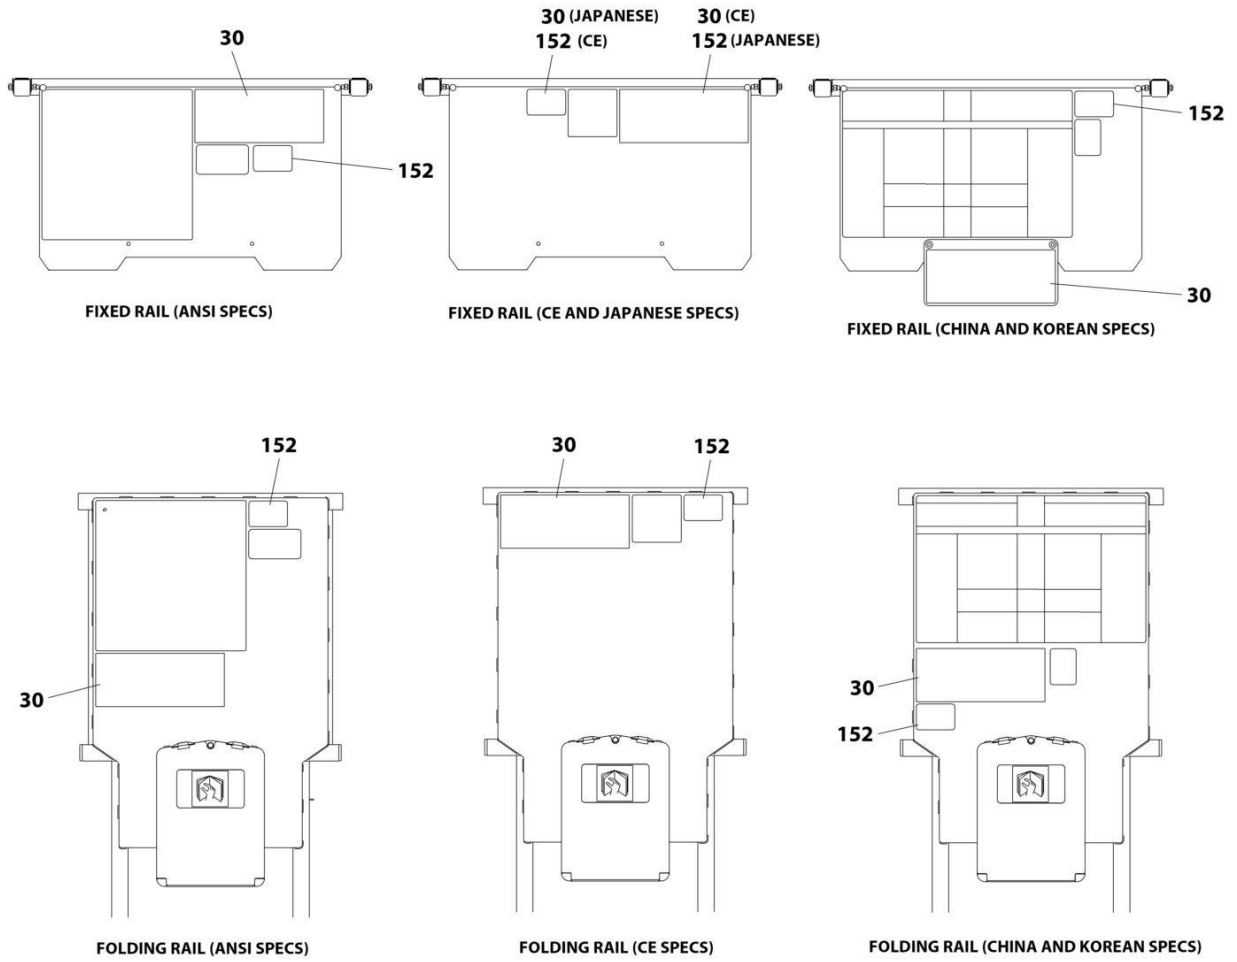 30
152
FIXED RAIL (ANSI SPECS)
30 (JAPANESE)
152 (CE)
30 (CE)
152 (JAPANESE)
FIXED RAIL (CE AND JAPANESE SPECS)
152
30
FIXED RAIL (CHINA AND KOREAN SPECS)
152
30
FOLDING RAIL (ANSI SPECS)
30
152
FOLDING RAIL (CE SPECS)
30
152
FOLDING RAIL (CHINA AND KOREAN SPECS)